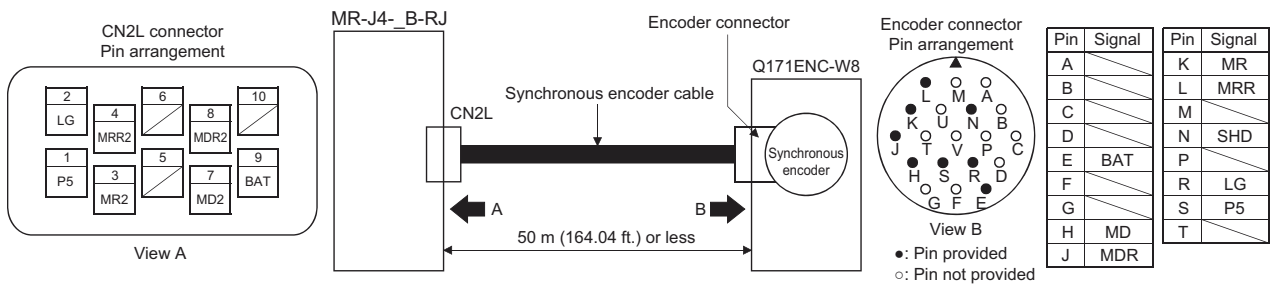 CN2L connector
Pin arrangement
2
LG
4
MRR2
6
8
MDR2
10
1
P5
3
MR2
5
7
MD2
9
BAT
View A
MR-J4-_B-RJ
CN2L
Synchronous encoder cable
Encoder connector
Q171ENC-W8
Synchronous
encoder
A
B
50 m (164.04 ft.) or less
Encoder connector
Pin arrangement
L M A
K U N B
J T V P C
H S R D
G F E
View B
●: Pin provided
○: Pin not provided
Pin Signal
A
B
C
D
E BAT
F
G
H MD
J MDR
Pin Signal
K MR
L MRR
M
N SHD
P
R LG
S P5
T